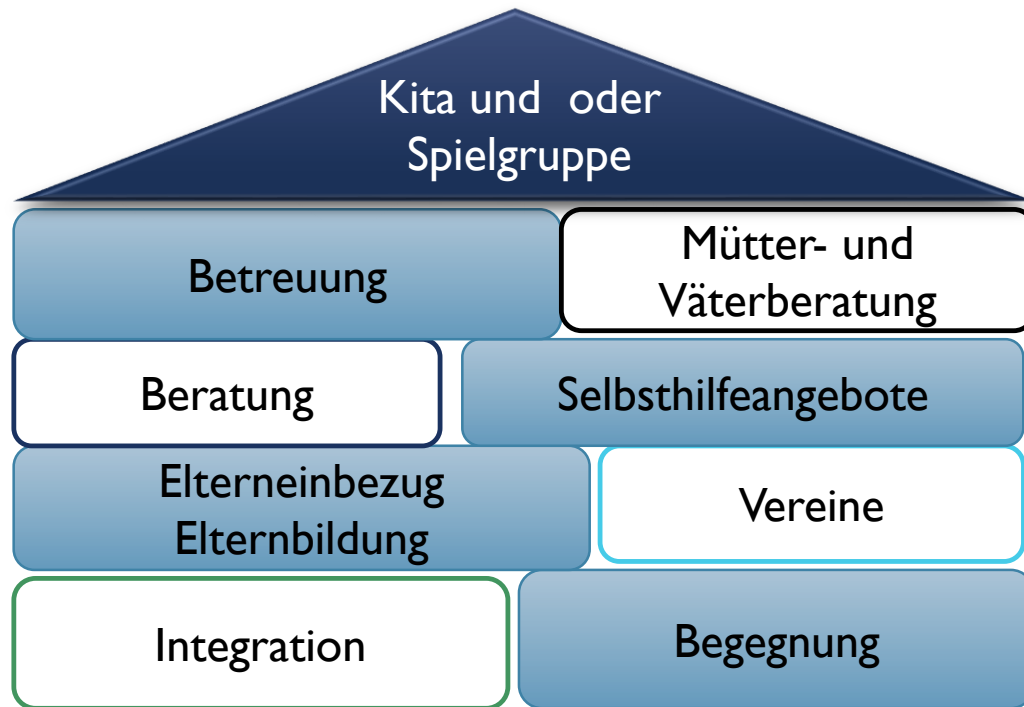 Kita und  oder
Spielgruppe
Betreuung
Mütter- und
Väterberatung
Beratung
Selbsthilfeangebote
Elterneinbezug
Elternbildung
Vereine
Integration
Begegnung